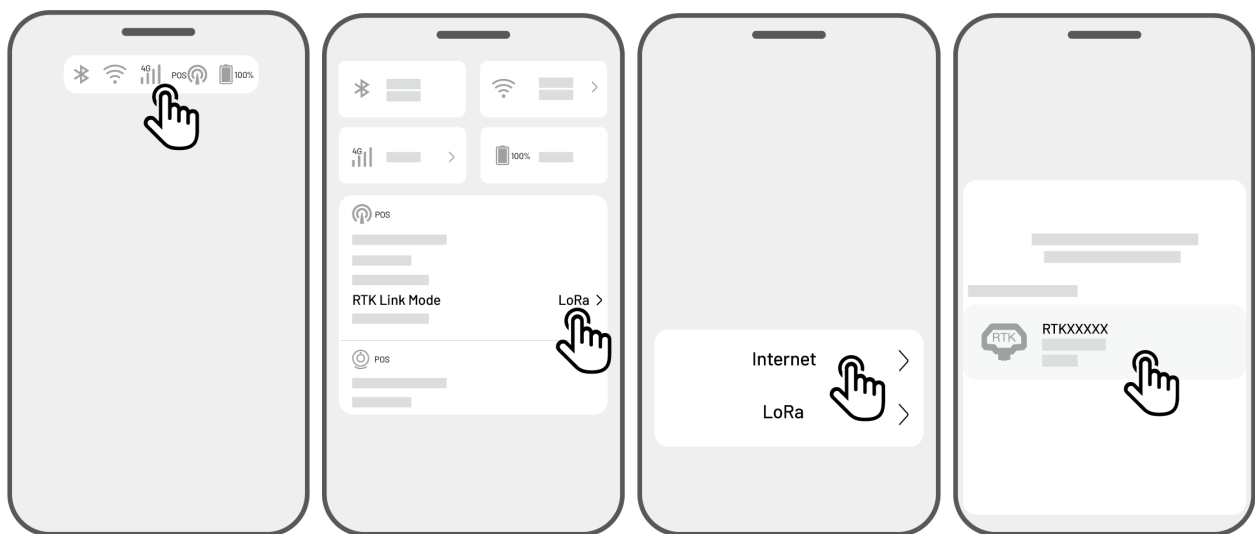 4G POS 100%
4G 100%
POS
RTK Link Mode LoRa
POS
Internet
LoRa
RTK RTKXXXXX